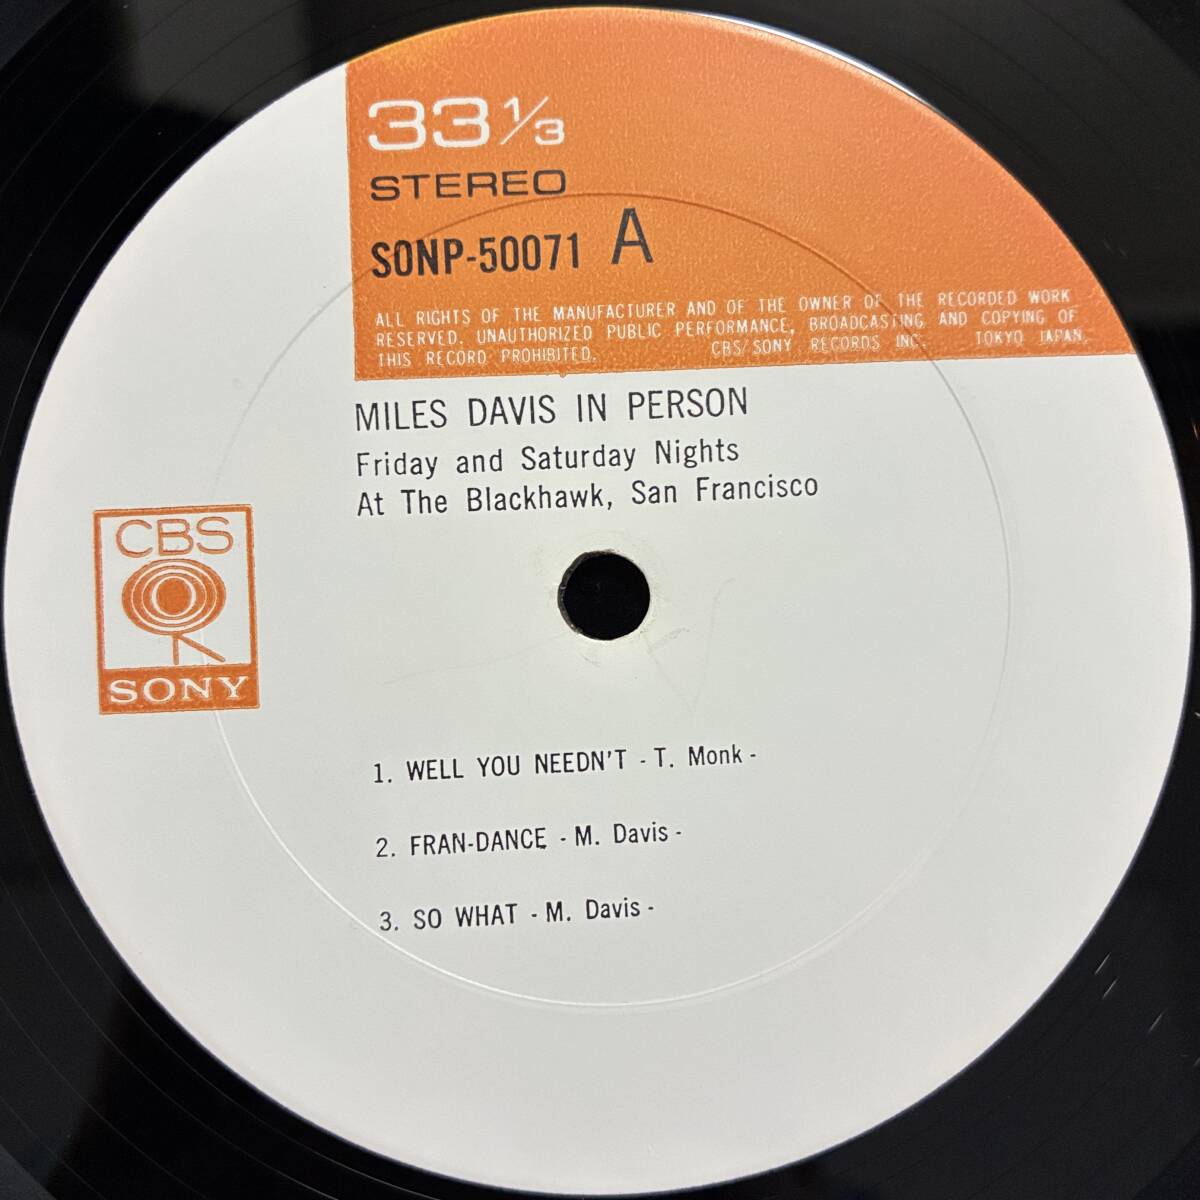 33 1/3
STEREO
SONP-50071 A
ALL RIGHTS OF THE MANUFACTURER AND OF THE OWNER OF THE RECORDED WORK
RESERVED. UNAUTHORIZED PUBLIC PERFORMANCE, BROADCASTING AND COPYING OF
THIS RECORD PROHIBITED. CBS/SONY RECORDS INC. TOKYO JAPAN.
MILES DAVIS IN PERSON
Friday and Saturday Nights
At The Blackhawk, San Francisco
CBS
SONY
1. WELL YOU NEEDN'T - T. Monk -
2. FRAN-DANCE - M. Davis -
3. SO WHAT - M. Davis -